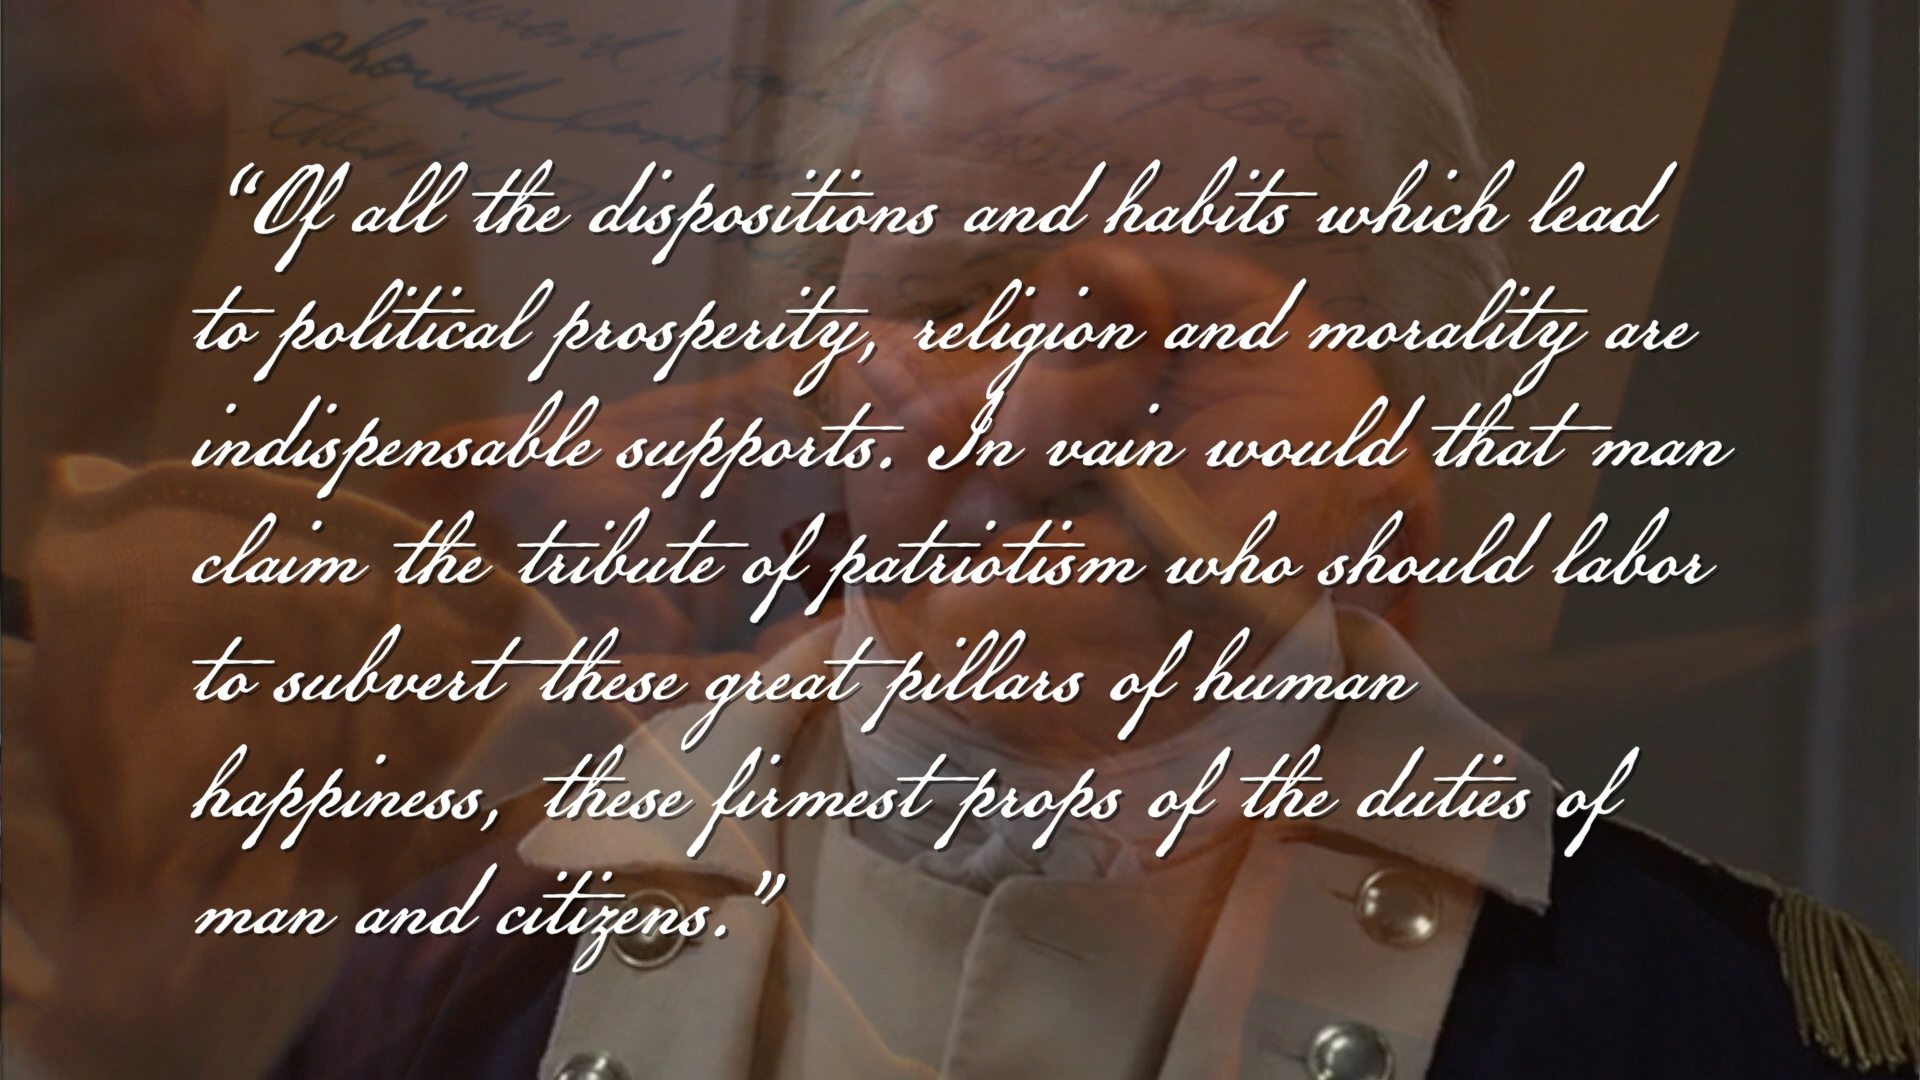 “Of all the dispositions and habits which lead
to political prosperity, religion and morality are
indispensable supports. In vain would that man
claim the tribute of patriotism who should labor
to subvert these great pillars of human
happiness, these firmest props of the duties of
man and citizens.”